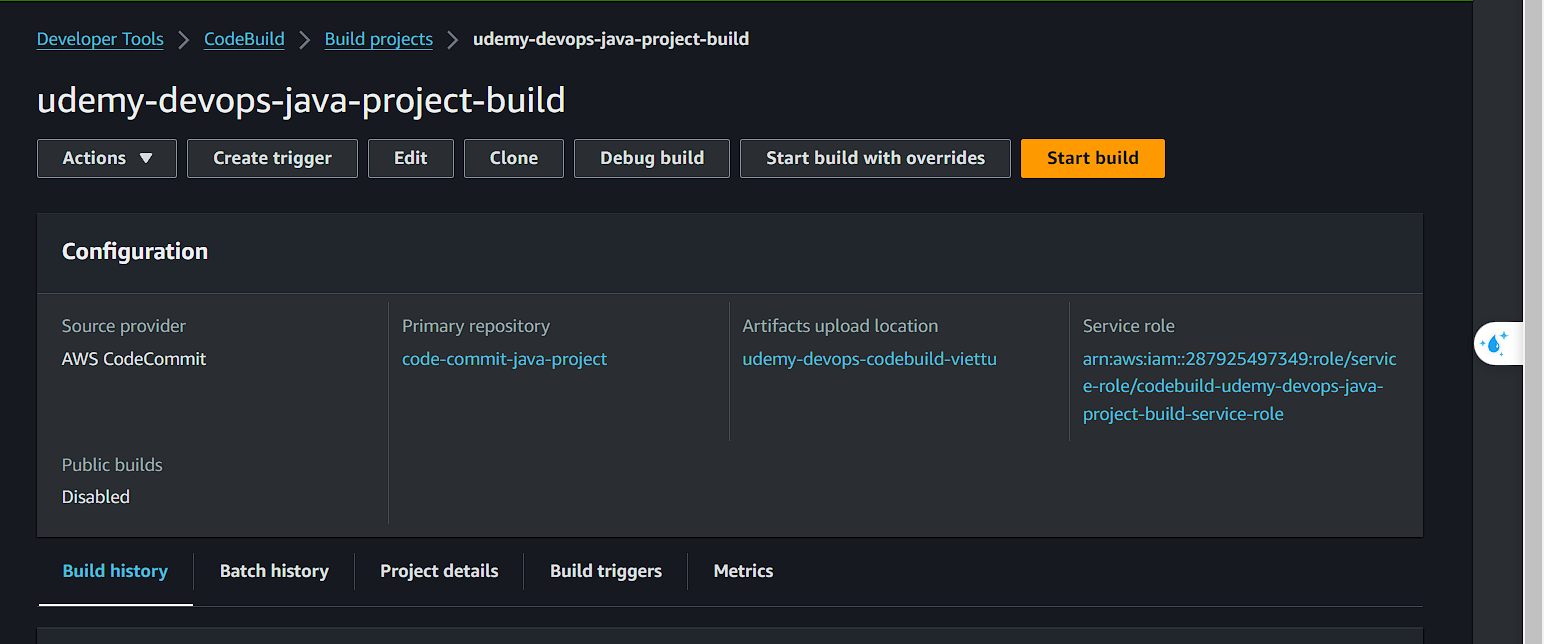 Developer Tools > CodeBuild > Build projects > udemy-devops-java-project-build
udemy-devops-java-project-build
Actions ▼ Create trigger Edit Clone Debug build Start build with overrides Start build
Configuration
Source provider
AWS CodeCommit
Primary repository
code-commit-java-project
Artifacts upload location
udemy-devops-codebuild-viettu
Service role
arn:aws:iam::287925497349:role/servic
e-role/codebuild-udemy-devops-java-
project-build-service-role
Public builds
Disabled
Build history Batch history Project details Build triggers Metrics